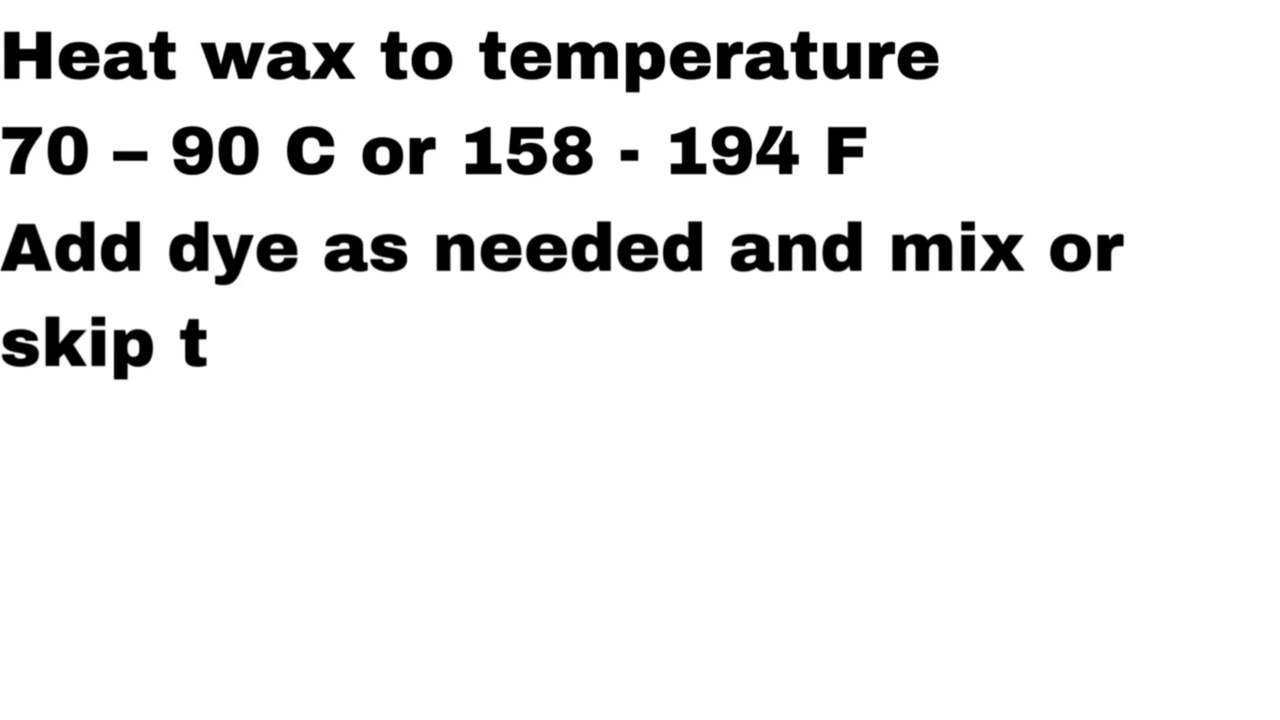 Heat wax to temperature
70 – 90 C or 158 - 194 F
Add dye as needed and mix or
skip t